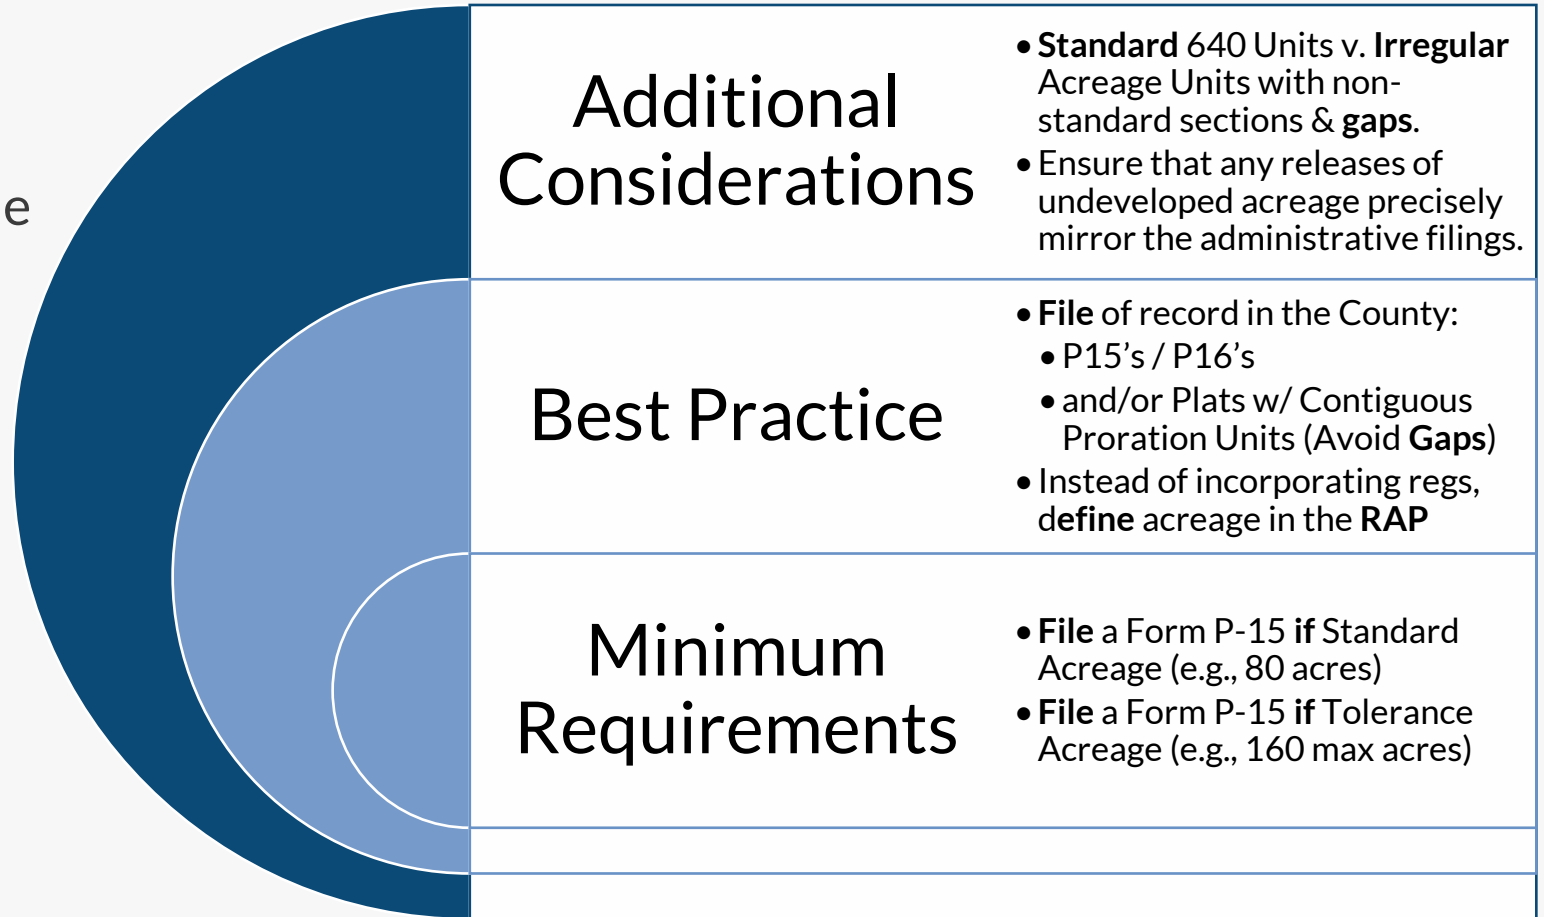 e
Additional
Considerations
• Standard 640 Units v. Irregular
Acreage Units with non-
standard sections & gaps.
• Ensure that any releases of
undeveloped acreage precisely
mirror the administrative filings.
Best Practice
• File of record in the County:
• P15’s / P16’s
• and/or Plats w/ Contiguous
Proration Units (Avoid Gaps)
• Instead of incorporating regs,
define acreage in the RAP
Minimum
Requirements
• File a Form P-15 if Standard
Acreage (e.g., 80 acres)
• File a Form P-15 if Tolerance
Acreage (e.g., 160 max acres)